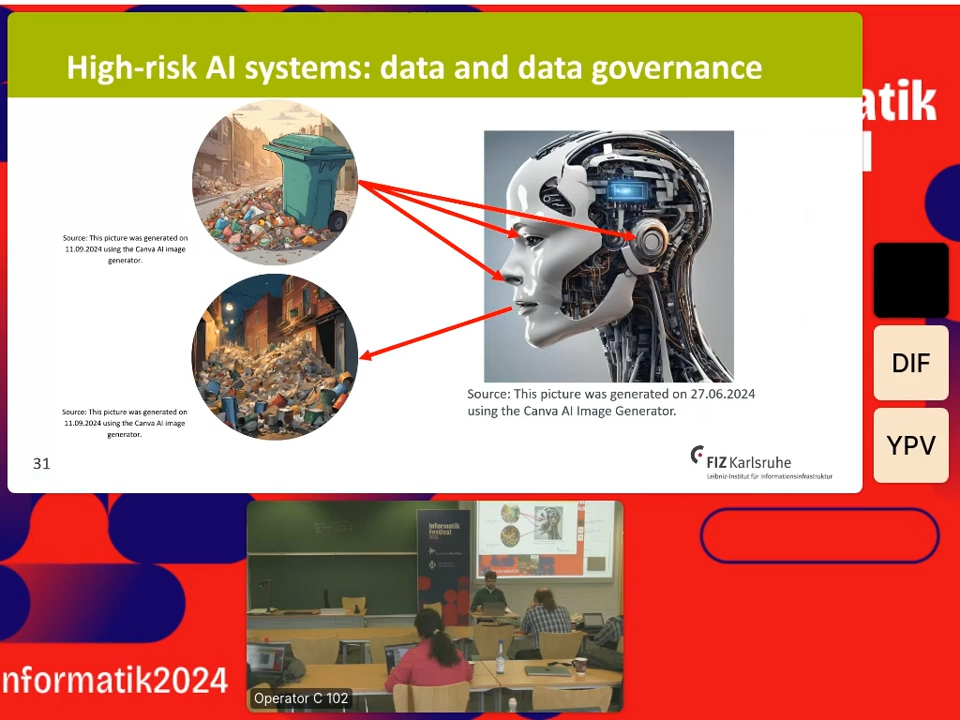 High-risk AI systems: data and data governance
atik
Source: This picture was generated on
11.09.2024 using the Canva AI image
generator.
Source: This picture was generated on
11.09.2024 using the Canva AI image
generator.
Source: This picture was generated on 27.06.2024
using the Canva AI Image Generator.
31
FIZ Karlsruhe
Leibniz-Institut für Informationsinfrastruktur
DIF
YPV
informatik
festival
nformatik2024
Operator C 102